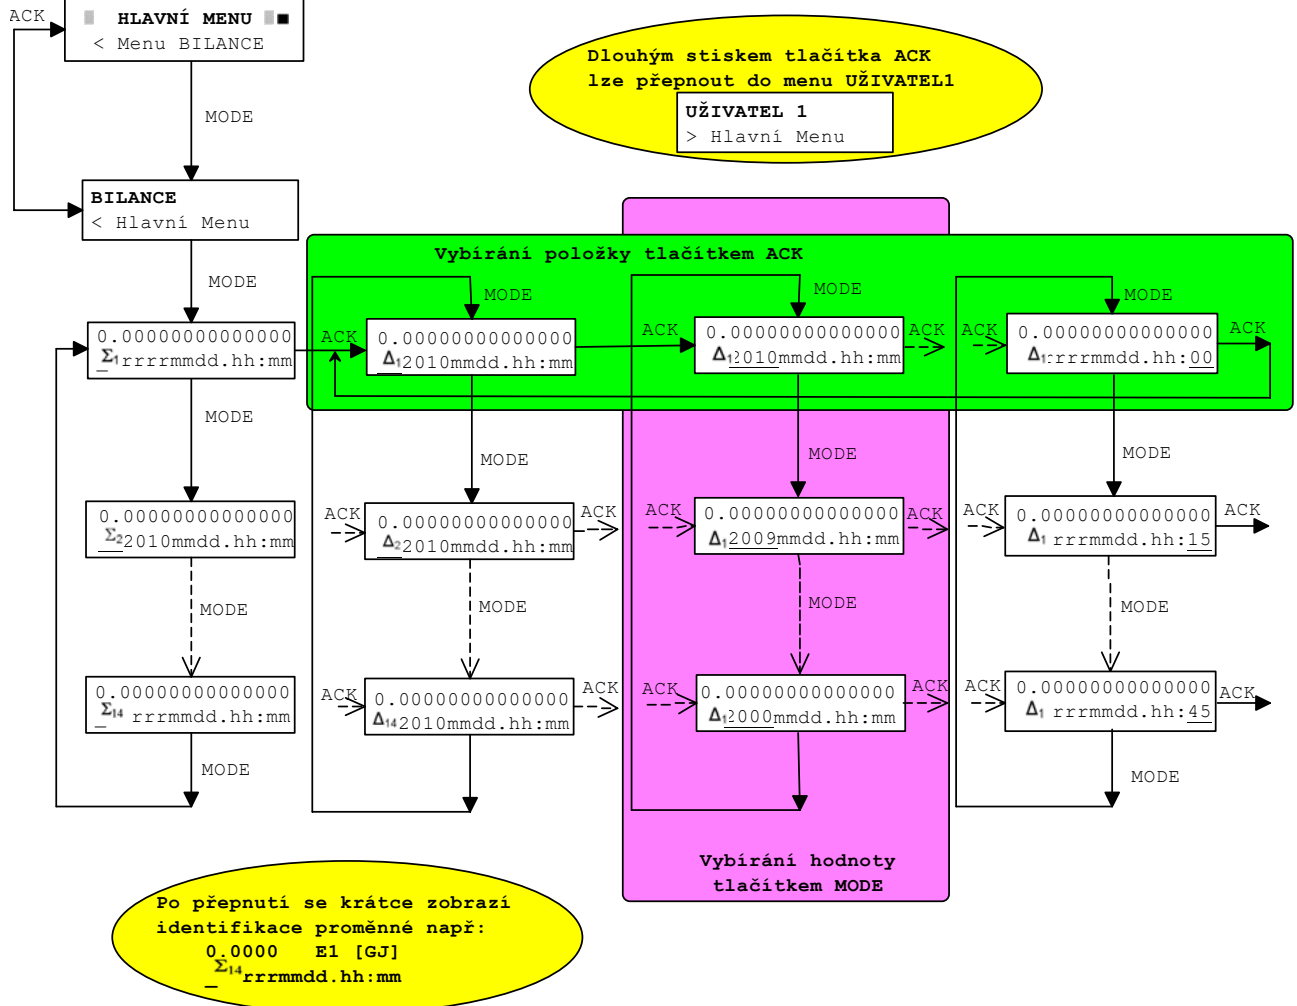 ACK
HLAVNÍ MENU
< Menu BILANCE
MODE
Dlouhým stiskem tlačítka ACK
lze přepnout do menu UŽIVATEL1
UŽIVATEL 1
> Hlavní Menu
BILANCE
< Hlavní Menu
MODE
Vybírání položky tlačítkem ACK
MODE
MODE
MODE
0.00000000000000
Σ1rrrrmmdd.hh:mm
ACK
0.00000000000000
Δ12010mmdd.hh:mm
ACK
0.00000000000000
Δ12010mmdd.hh:mm
ACK
ACK
0.00000000000000
Δ1rrrrmmdd.hh:00
ACK
MODE
MODE
MODE
MODE
0.00000000000000
Σ22010mmdd.hh:mm
ACK
0.00000000000000
Δ22010mmdd.hh:mm
ACK
ACK
0.00000000000000
Δ12009mmdd.hh:mm
ACK
ACK
0.00000000000000
Δ1 rrrmmdd.hh:15
ACK
MODE
MODE
MODE
MODE
0.00000000000000
Σ14 rrrmmdd.hh:mm
ACK
0.00000000000000
Δ142010mmdd.hh:mm
ACK
ACK
0.00000000000000
Δ12000mmdd.hh:mm
ACK
ACK
0.00000000000000
Δ1 rrrmmdd.hh:45
ACK
MODE
MODE
Vybírání hodnoty
tlačítkem MODE
Po přepnutí se krátce zobrazí
identifikace proměnné např:
0.0000 E1 [GJ]
Σ14rrrmmdd.hh:mm